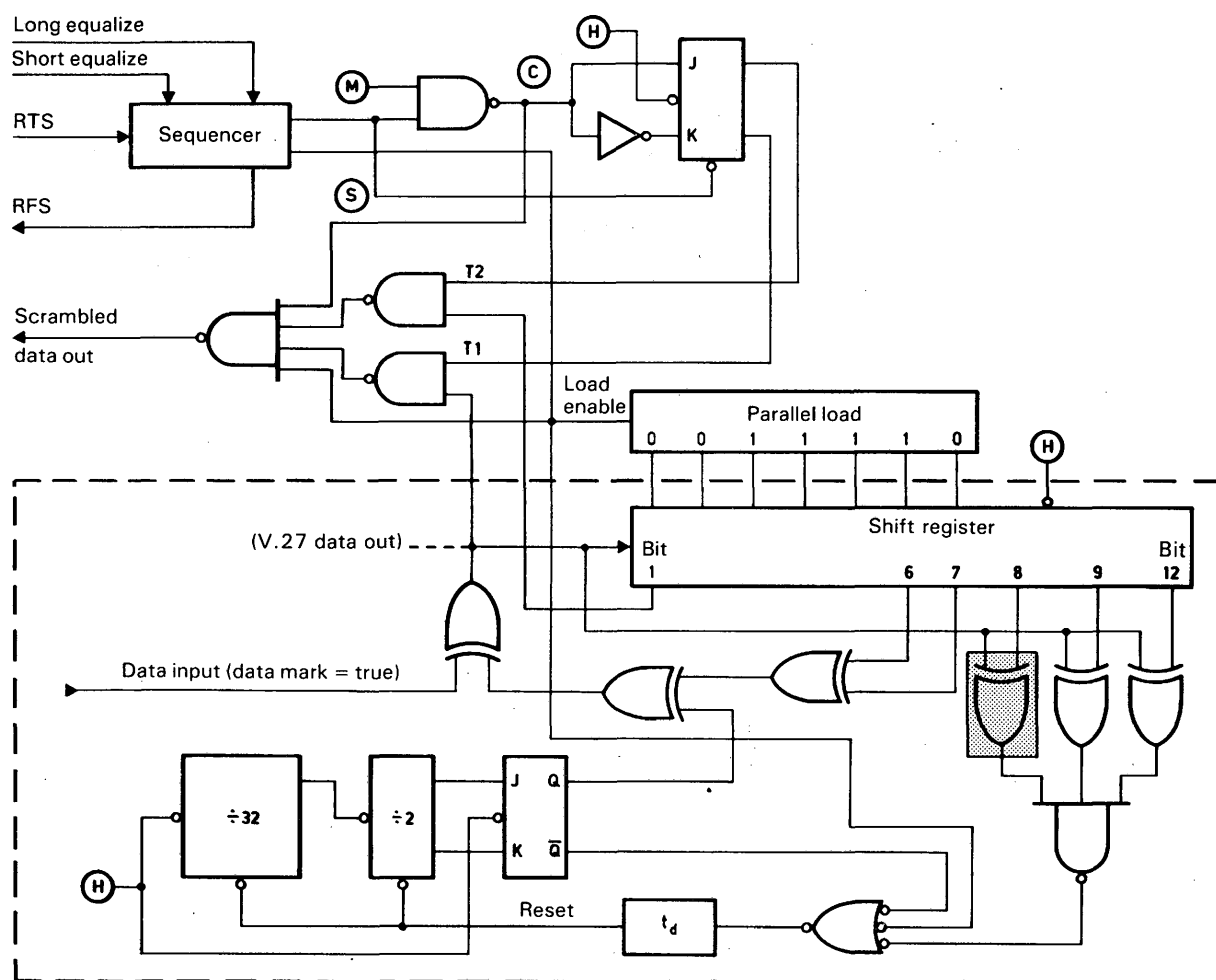 Long equalize
Short equalize
RTS
RFS
Sequencer
M
C
S
H
J
K
T2
T1
Scrambled
data out
Load
enable
Parallel load
0 0 1 1 1 1 0
H
(V.27 data out)
Shift register
Bit
1
6 7 8 9
Bit
12
Data input (data mark = true)
÷32
÷2
J Q
K Q̅
H
Reset
t_d